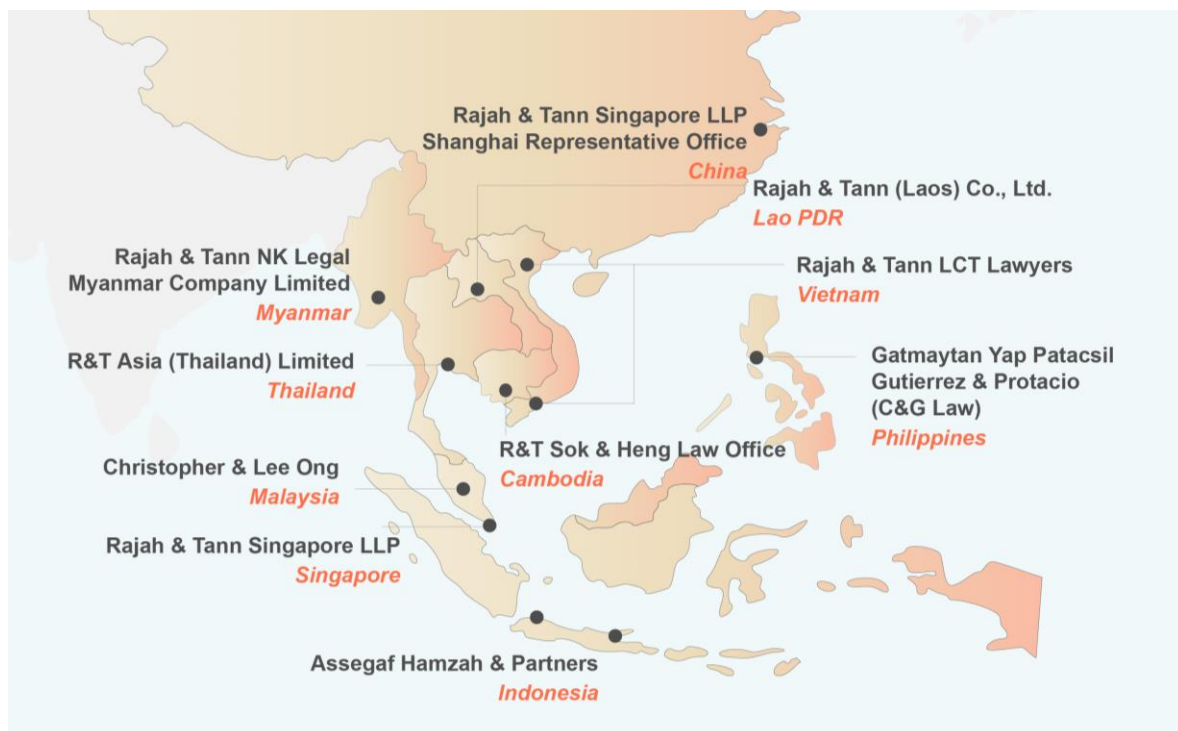 Rajah & Tann Singapore LLP
Shanghai Representative Office
China
Rajah & Tann (Laos) Co., Ltd.
Lao PDR
Rajah & Tann NK Legal
Myanmar Company Limited
Myanmar
Rajah & Tann LCT Lawyers
Vietnam
R&T Asia (Thailand) Limited
Thailand
Gatmaytan Yap Patacsil
Gutierrez & Protacio
(C&G Law)
Philippines
R&T Sok & Heng Law Office
Cambodia
Christopher & Lee Ong
Malaysia
Rajah & Tann Singapore LLP
Singapore
Assegaf Hamzah & Partners
Indonesia